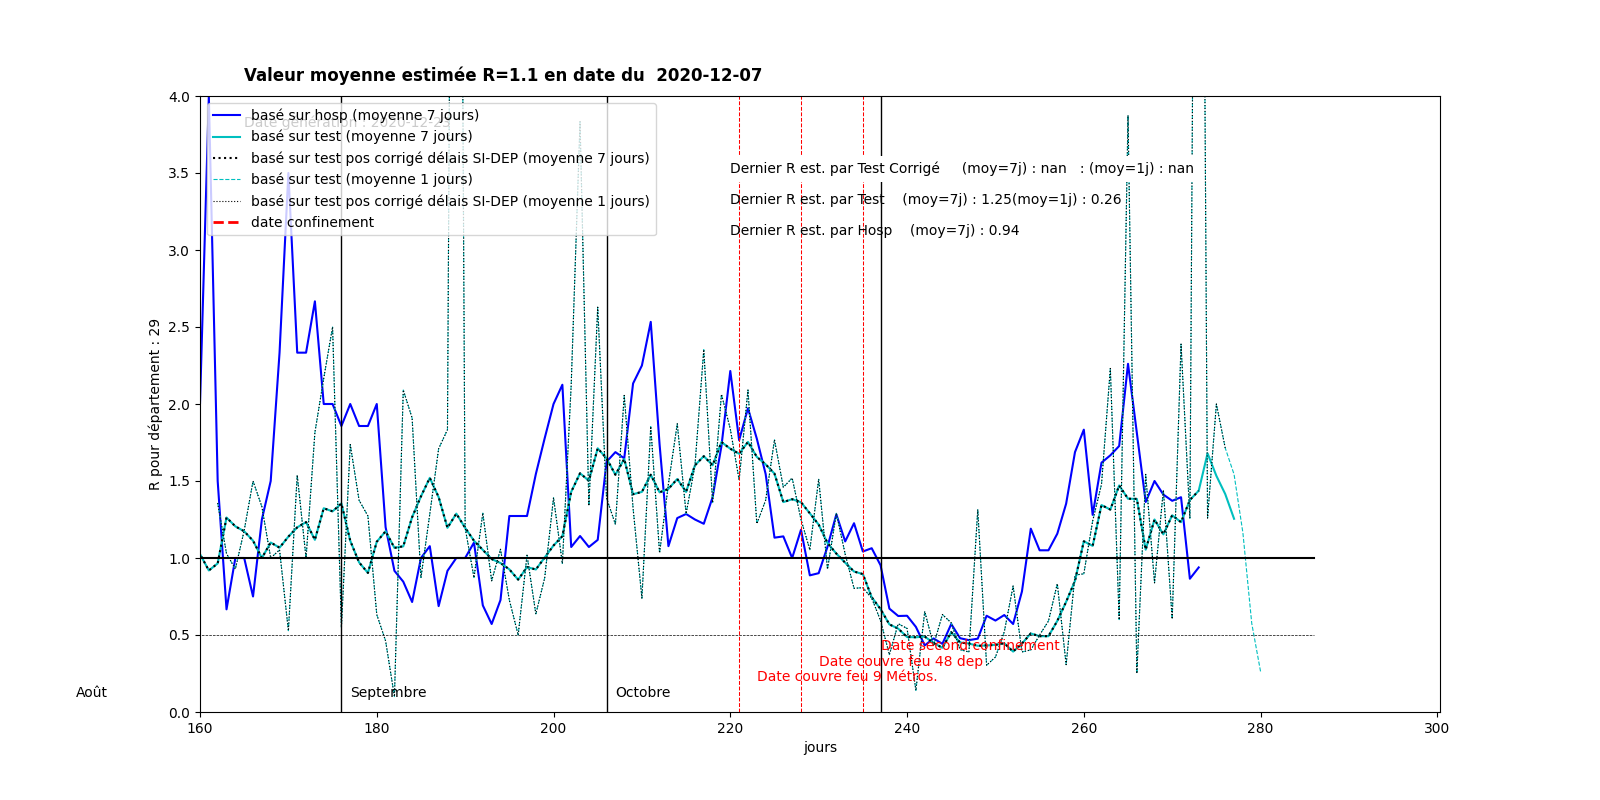 Valeur moyenne estimée R=1.1 en date du  2020-12-07
4.0
3.5
3.0
2.5
2.0
1.5
1.0
0.5
0.0
R pour département : 29
basé sur hosp (moyenne 7 jours)
Date génération : 2020-12-23
basé sur test (moyenne 7 jours)
basé sur test pos corrigé délais SI-DEP (moyenne 7 jours)
basé sur test (moyenne 1 jours)
basé sur test pos corrigé délais SI-DEP (moyenne 1 jours)
date confinement
Dernier R est. par Test Corrigé     (moy=7j) : nan   : (moy=1j) : nan
Dernier R est. par Test    (moy=7j) : 1.25(moy=1j) : 0.26
Dernier R est. par Hosp    (moy=7j) : 0.94
Date second confinement
Date couvre feu 48 dep
Date couvre feu 9 Métros.
Août
Septembre
Octobre
160 180 200 220 240 260 280 300
jours